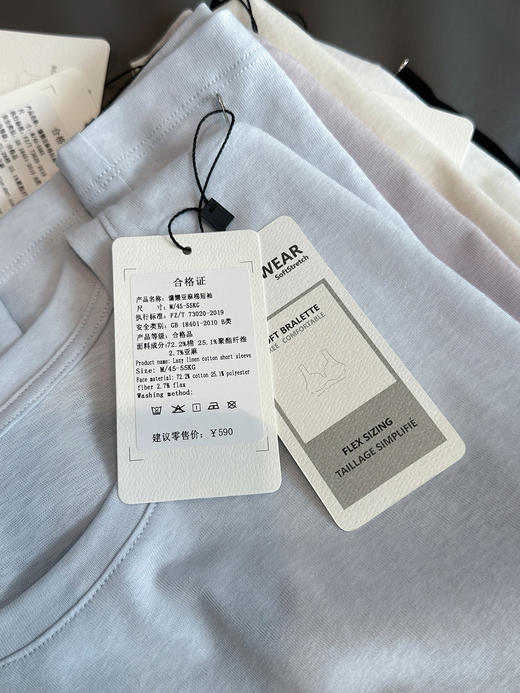 合格证
产品名称：慵懒亚麻棉短袖
尺 寸：M/45-55KG
执行标准：FZ/T 73020-2019
安全类别：GB 18401-2010 B类
产品等级：合格品
面料成分：72.2%棉 25.1%聚酯纤维
2.7%亚麻
Product name: Lazy linen cotton short sleeve
Size: M/45-55KG
Face material: 72.2% cotton 25.1% polyester
fiber 2.7% flax
Washing method:
建议零售价：￥590
WEAR
SoftStretch
FT BRALETTE
EE COMFORTABLE
FLEX SIZING
TAILLAGE SIMPLIFIÉ
合格证